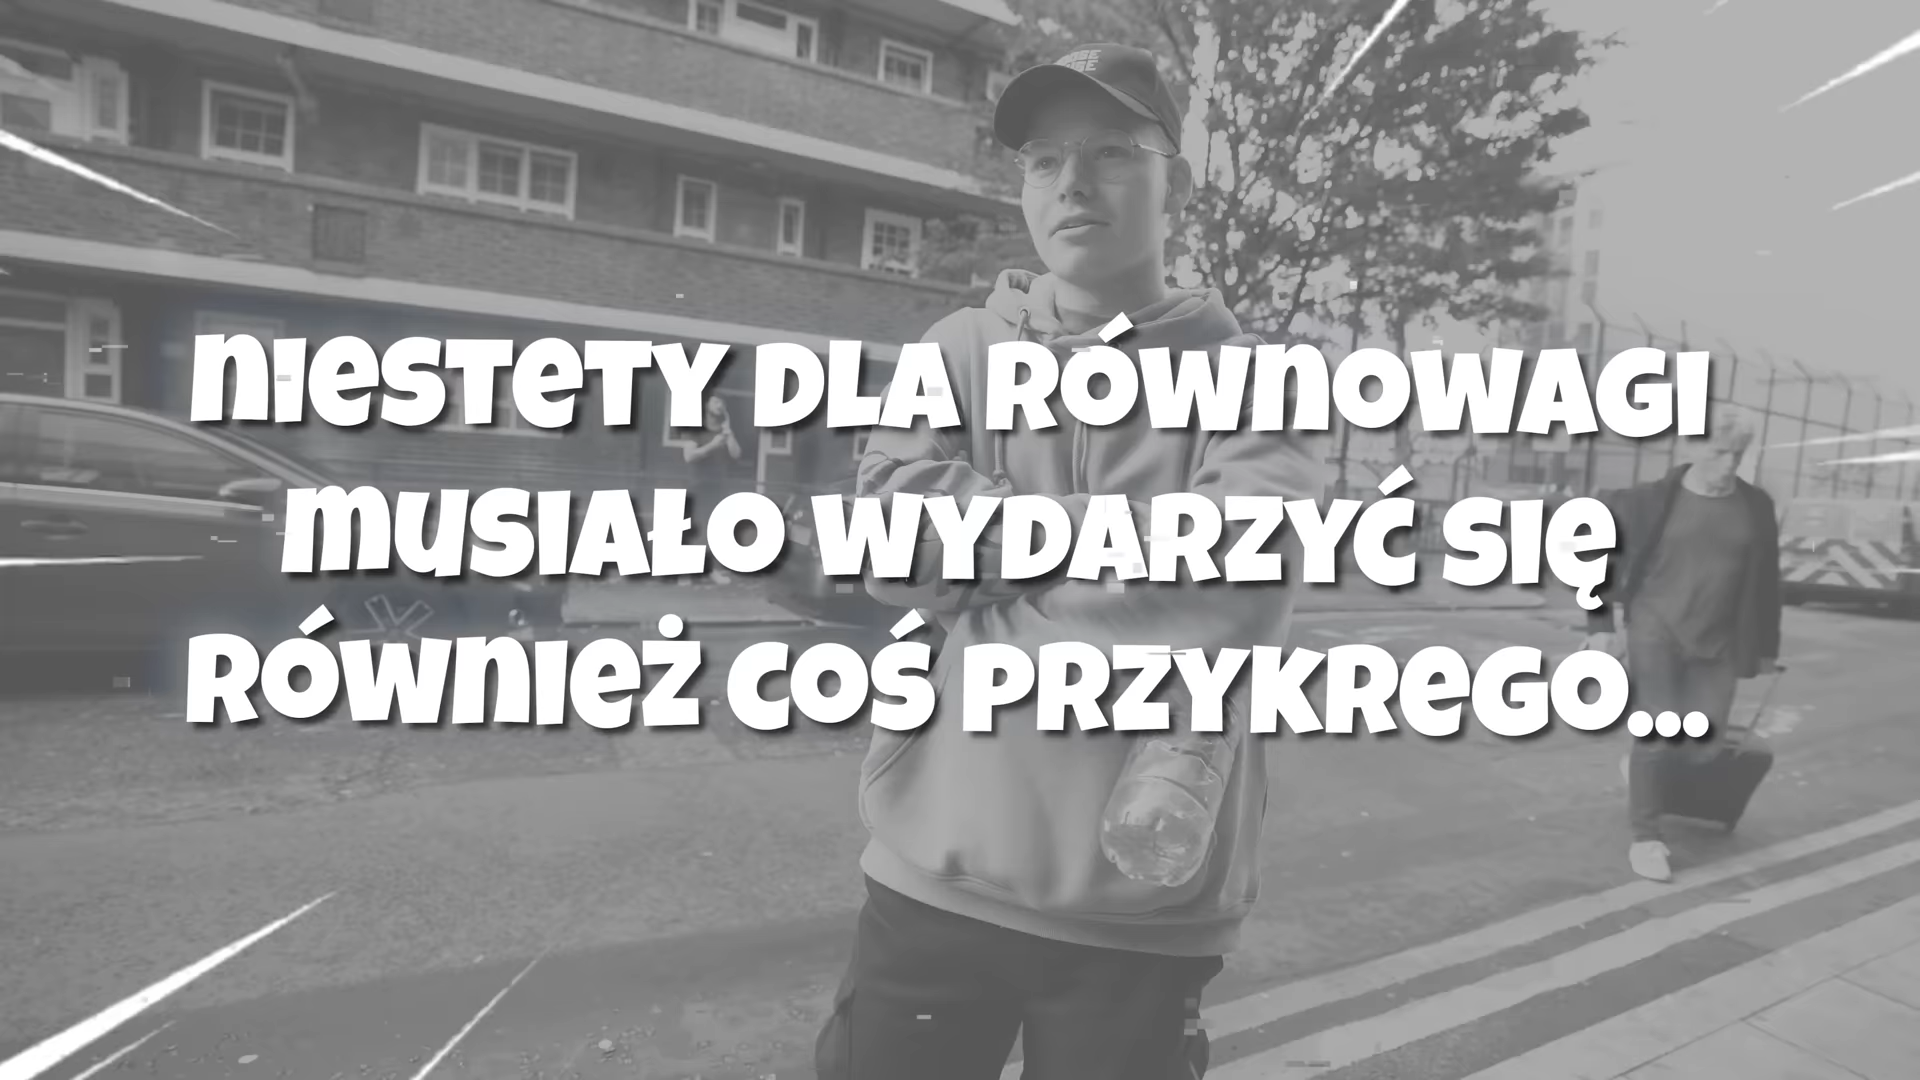 NIESTETY DLA RÓWNOWAGI
MUSIAŁO WYDARZYĆ SIĘ
RÓWNIEŻ COŚ PRZYKREGO...